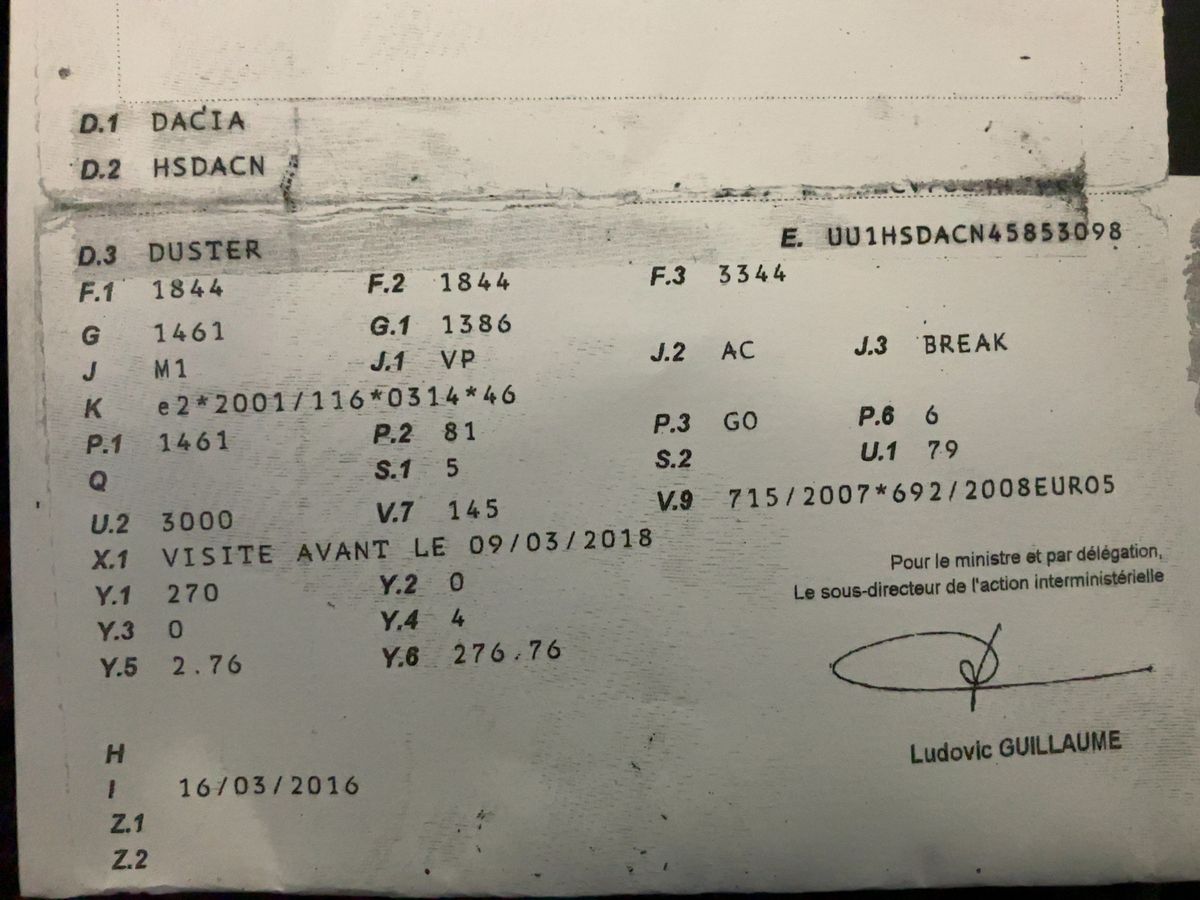 D.1 DACIA
D.2 HSDACN
D.3 DUSTER E. UU1HSDACN45853098
F.1 1844 F.2 1844 F.3 3344
G 1461 G.1 1386
J M1 J.1 VP J.2 AC J.3 BREAK
K e2*2001/116*0314*46
P.1 1461 P.2 81 P.3 GO P.6 6
Q S.1 5 S.2 U.1 79
U.2 3000 V.7 145 V.9 715/2007*692/2008EURO5
X.1 VISITE AVANT LE 09/03/2018
Y.1 270 Y.2 0
Y.3 0 Y.4 4
Y.5 2.76 Y.6 276.76
Pour le ministre et par délégation,
Le sous-directeur de l'action interministérielle
Ludovic GUILLAUME
H
I 16/03/2016
Z.1
Z.2